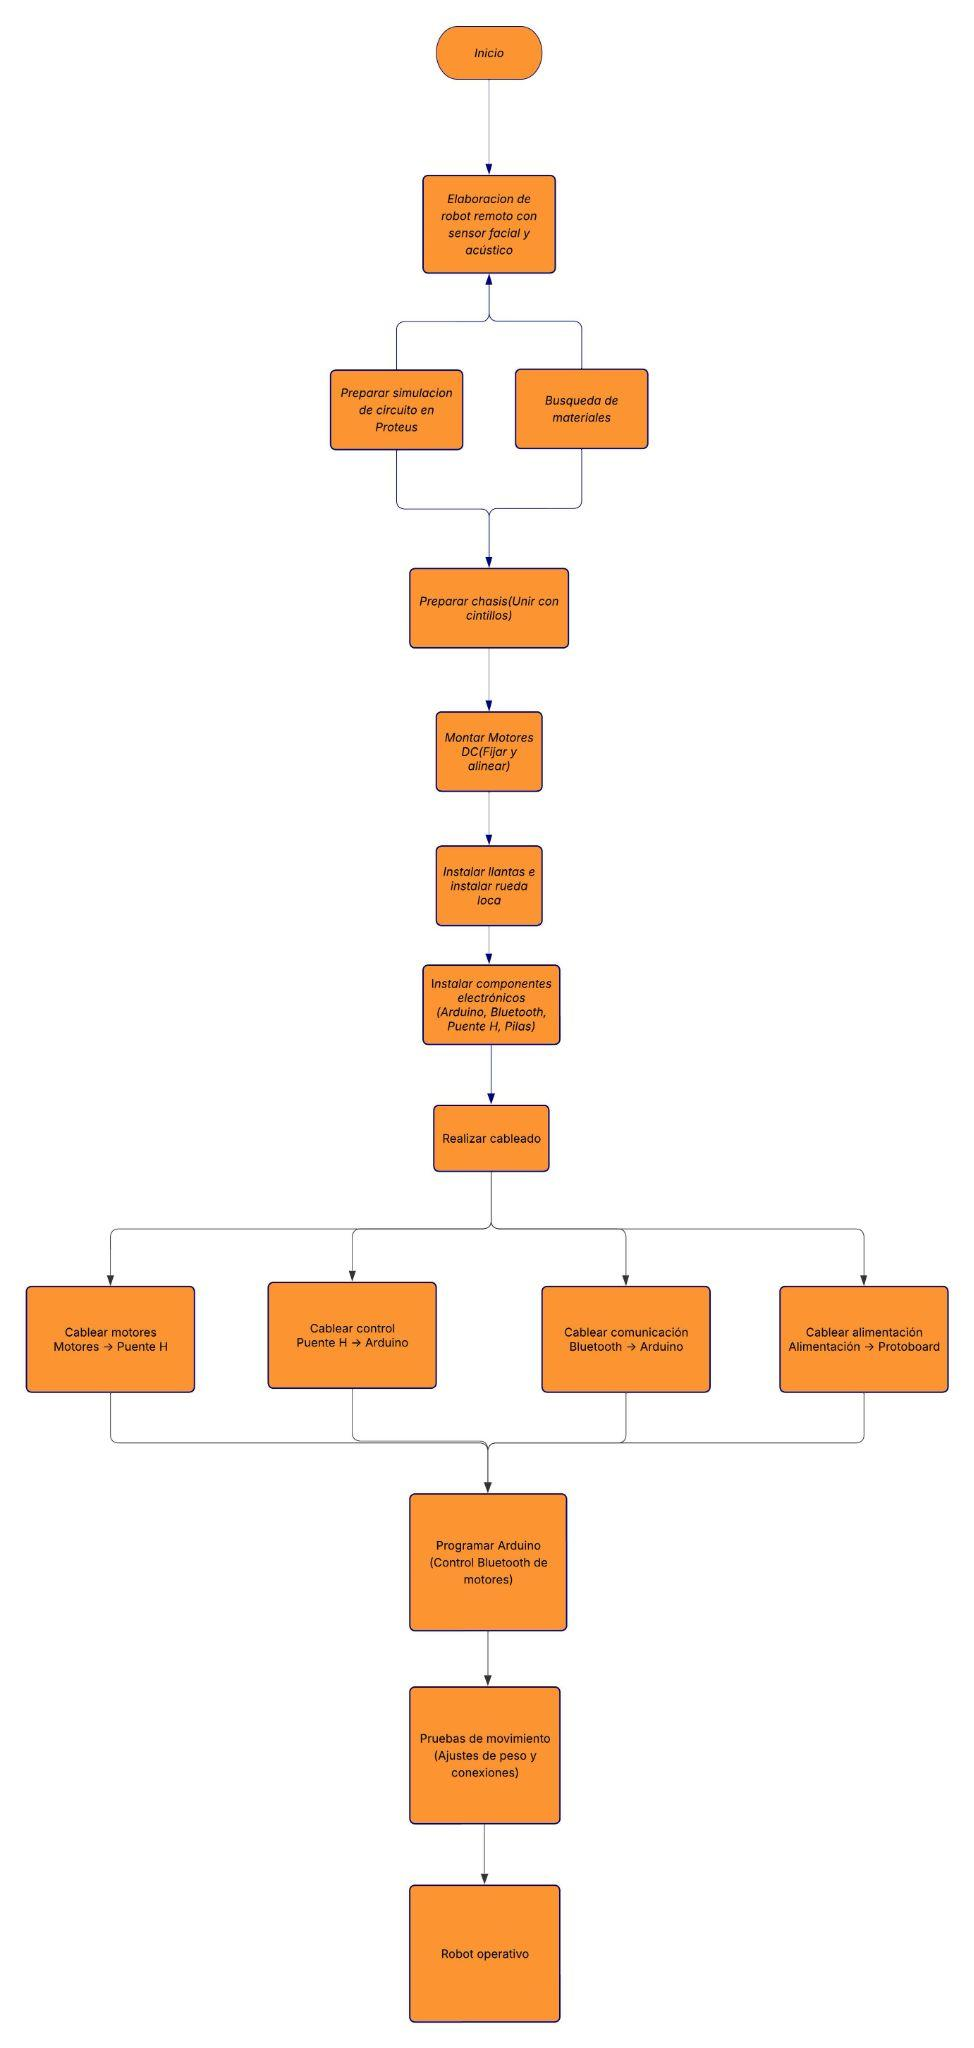 Inicio
Elaboracion de
robot remoto con
sensor facial y
acústico
Preparar simulacion
de circuito en
Proteus
Busqueda de
materiales
Preparar chasis(Unir con
cintillos)
Montar Motores
DC(Fijar y
alinear)
Instalar llantas e
instalar rueda
loca
Instalar componentes
electrónicos
(Arduino, Bluetooth,
Puente H, Pilas)
Realizar cableado
Cablear motores
Motores → Puente H
Cablear control
Puente H → Arduino
Cablear comunicación
Bluetooth → Arduino
Cablear alimentación
Alimentación → Protoboard
Programar Arduino
(Control Bluetooth de
motores)
Pruebas de movimiento
(Ajustes de peso y
conexiones)
Robot operativo